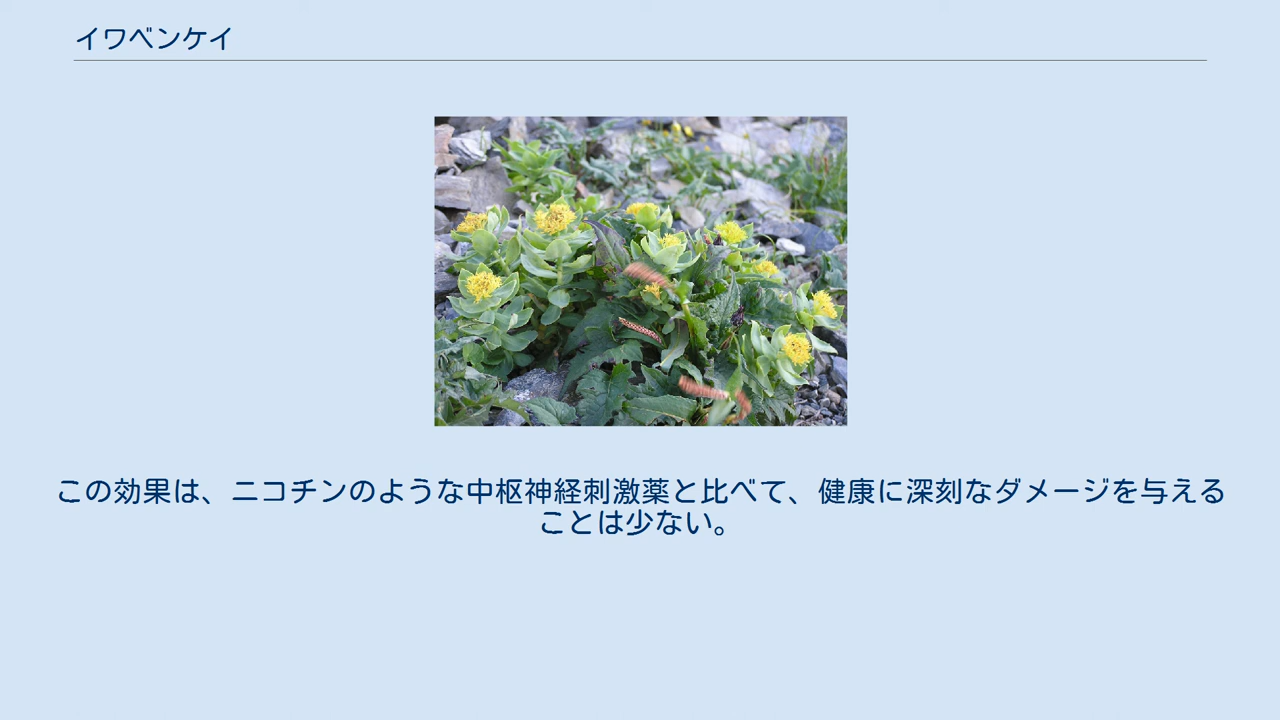 イワベンケイ
この効果は、ニコチンのような中枢神経刺激薬と比べて、健康に深刻なダメージを与える
ことは少ない。